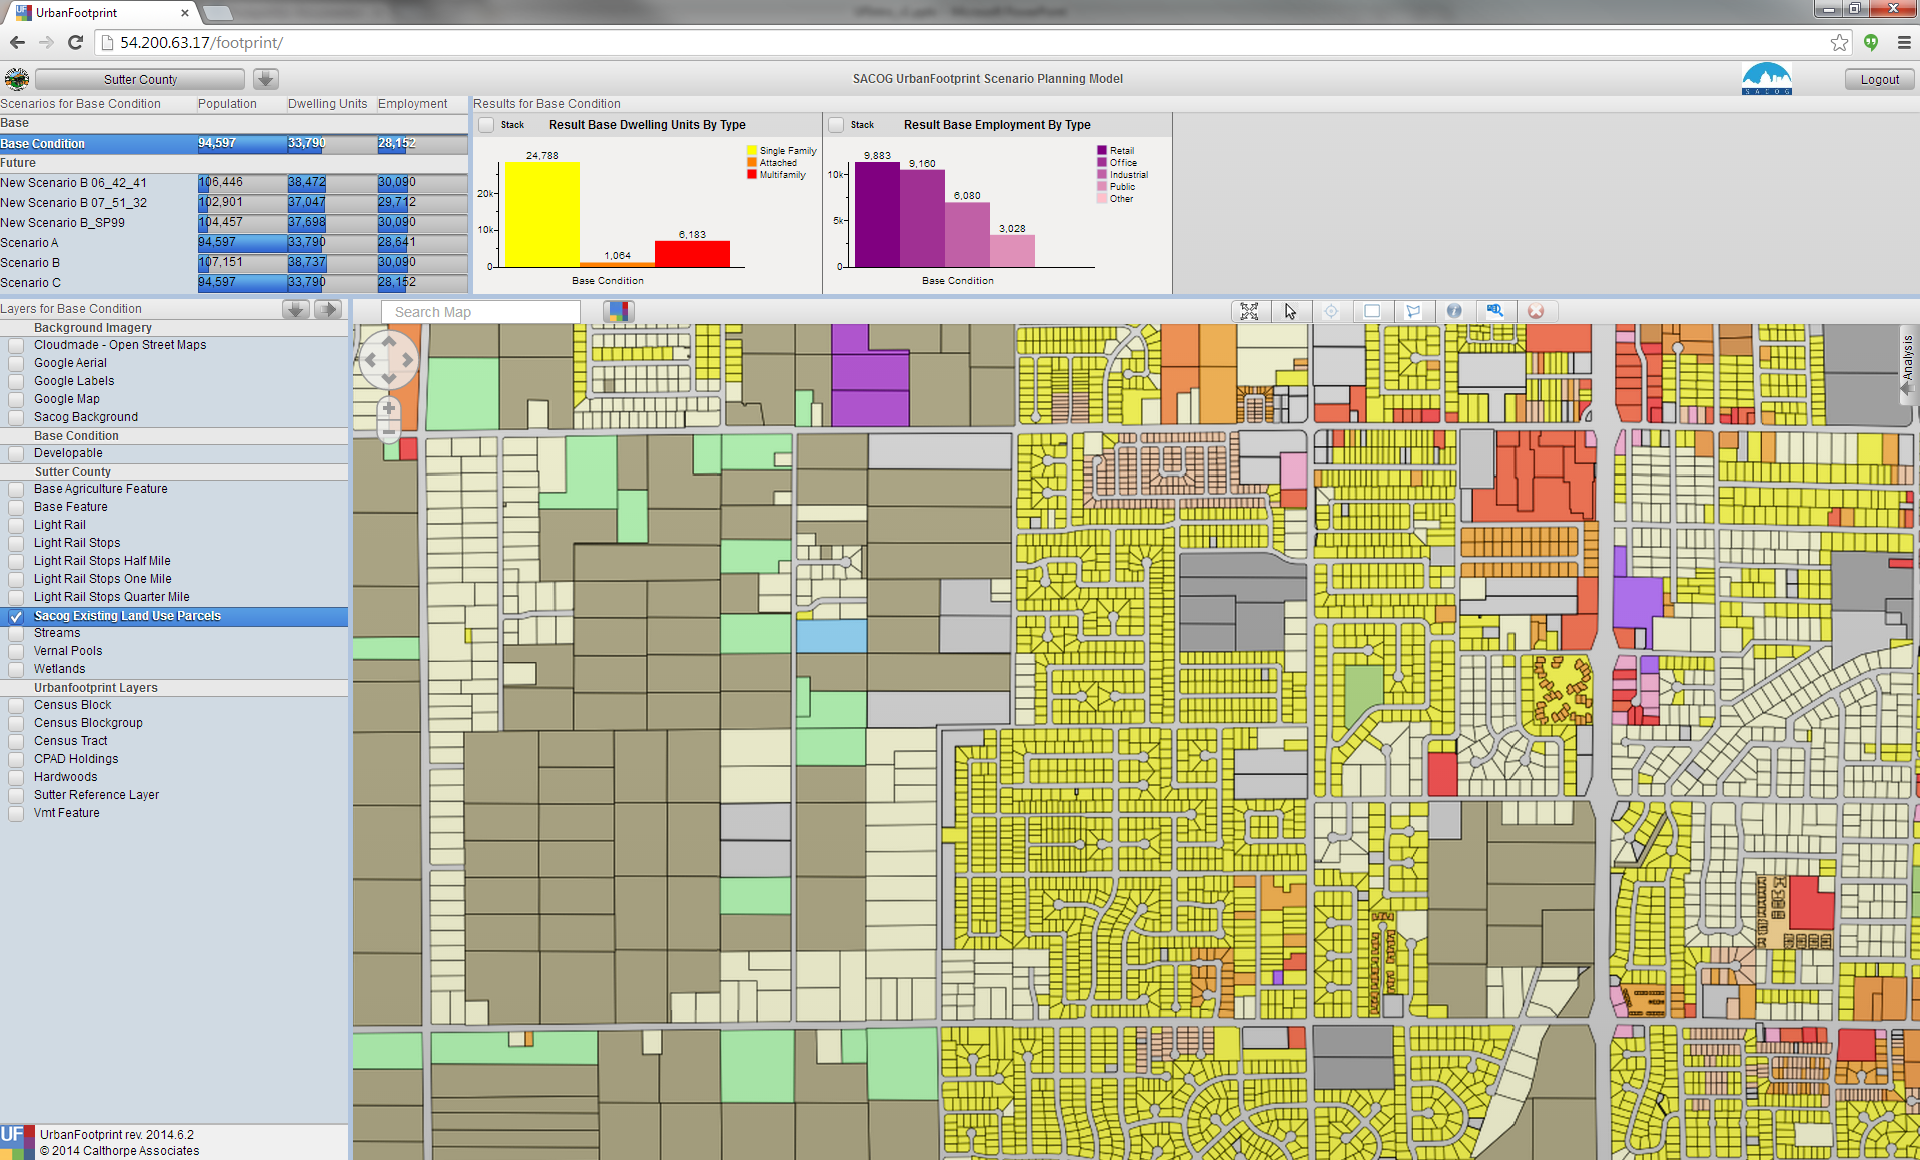 UrbanFootprint
54.200.63.17/footprint/
Sutter County
SACOG UrbanFootprint Scenario Planning Model
SACOG
Logout
Scenarios for Base Condition Population Dwelling Units Employment
Base
Base Condition 94,597 33,790 28,152
Future
New Scenario B 06_42_41 106,446 38,472 30,090
New Scenario B 07_51_32 102,901 37,047 29,712
New Scenario B_SP99 104,457 37,698 30,090
Scenario A 94,597 33,790 28,641
Scenario B 107,151 38,737 30,090
Scenario C 94,597 33,790 28,152
Results for Base Condition
Stack Result Base Dwelling Units By Type
24,788
Single Family
Attached
Multifamily
20k
10k
6,183
1,064
0
Base Condition
Stack Result Base Employment By Type
9,883
9,160
Retail
Office
Industrial
Public
Other
10k
6,080
5k
3,028
0
Base Condition
Layers for Base Condition
Search Map
Analysis
Background Imagery
Cloudmade - Open Street Maps
Google Aerial
Google Labels
Google Map
Sacog Background
Base Condition
Developable
Sutter County
Base Agriculture Feature
Base Feature
Light Rail
Light Rail Stops
Light Rail Stops Half Mile
Light Rail Stops One Mile
Light Rail Stops Quarter Mile
Sacog Existing Land Use Parcels
Streams
Vernal Pools
Wetlands
Urbanfootprint Layers
Census Block
Census Blockgroup
Census Tract
CPAD Holdings
Hardwoods
Sutter Reference Layer
Vmt Feature
UF
UrbanFootprint rev. 2014.6.2
© 2014 Calthorpe Associates